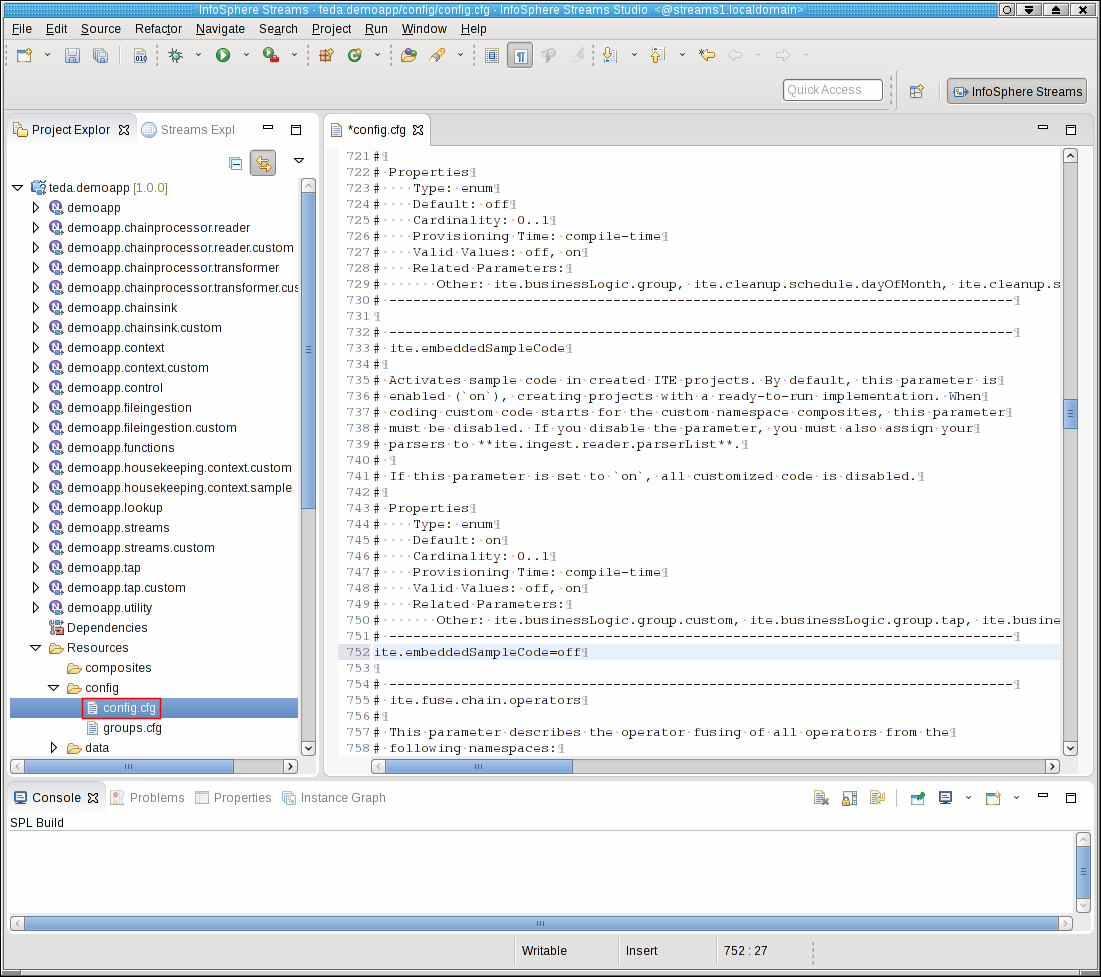 InfoSphere Streams - teda.demoapp/config/config.cfg - InfoSphere Streams Studio <@streams1.localdomain>
File Edit Source Refactor Navigate Search Project Run Window Help
Quick Access
InfoSphere Streams
Project Explor
Streams Expl
teda.demoapp [1.0.0]
demoapp
demoapp.chainprocessor.reader
demoapp.chainprocessor.reader.custom
demoapp.chainprocessor.transformer
demoapp.chainprocessor.transformer.cus
demoapp.chainsink
demoapp.chainsink.custom
demoapp.context
demoapp.context.custom
demoapp.control
demoapp.fileingestion
demoapp.fileingestion.custom
demoapp.functions
demoapp.housekeeping.context.custom
demoapp.housekeeping.context.sample
demoapp.lookup
demoapp.streams
demoapp.streams.custom
demoapp.tap
demoapp.tap.custom
demoapp.utility
Dependencies
Resources
composites
config
config.cfg
groups.cfg
data
*config.cfg
721 #¶
722 #·Properties¶
723 #····Type:·enum¶
724 #····Default:·off¶
725 #····Cardinality:·0..1¶
726 #····Provisioning·Time:·compile-time¶
727 #····Valid·Values:·off,·on¶
728 #····Related·Parameters:¶
729 #······Other:·ite.businessLogic.group,·ite.cleanup.schedule.dayOfMonth,·ite.cleanup.s
730 #·------------------------------------------------------------------------------¶
731 ¶
732 #·------------------------------------------------------------------------------¶
733 #·ite.embeddedSampleCode¶
734 #¶
735 #·Activates·sample·code·in·created·ITE·projects.·By·default,·this·parameter·is¶
736 #·enabled·(`on`),·creating·projects·with·a·ready-to-run·implementation.·When¶
737 #·coding·custom·code·starts·for·the·custom·namespace·composites,·this·parameter¶
738 #·must·be·disabled.·If·you·disable·the·parameter,·you·must·also·assign·your¶
739 #·parsers·to·**ite.ingest.reader.parserList**.¶
740 #·¶
741 #·If·this·parameter·is·set·to·`on`,·all·customized·code·is·disabled.¶
742 #¶
743 #·Properties¶
744 #····Type:·enum¶
745 #····Default:·on¶
746 #····Cardinality:·0..1¶
747 #····Provisioning·Time:·compile-time¶
748 #····Valid·Values:·off,·on¶
749 #····Related·Parameters:¶
750 #······Other:·ite.businessLogic.group.custom,·ite.businessLogic.group.tap,·ite.busine
751 #·------------------------------------------------------------------------------¶
752 ite.embeddedSampleCode=off¶
753 ¶
754 #·------------------------------------------------------------------------------¶
755 #·ite.fuse.chain.operators¶
756 #¶
757 #·This·parameter·describes·the·operator·fusing·of·all·operators·from·the¶
758 #·following·namespaces:¶
Console Problems Properties Instance Graph
SPL Build
Writable Insert 752 : 27